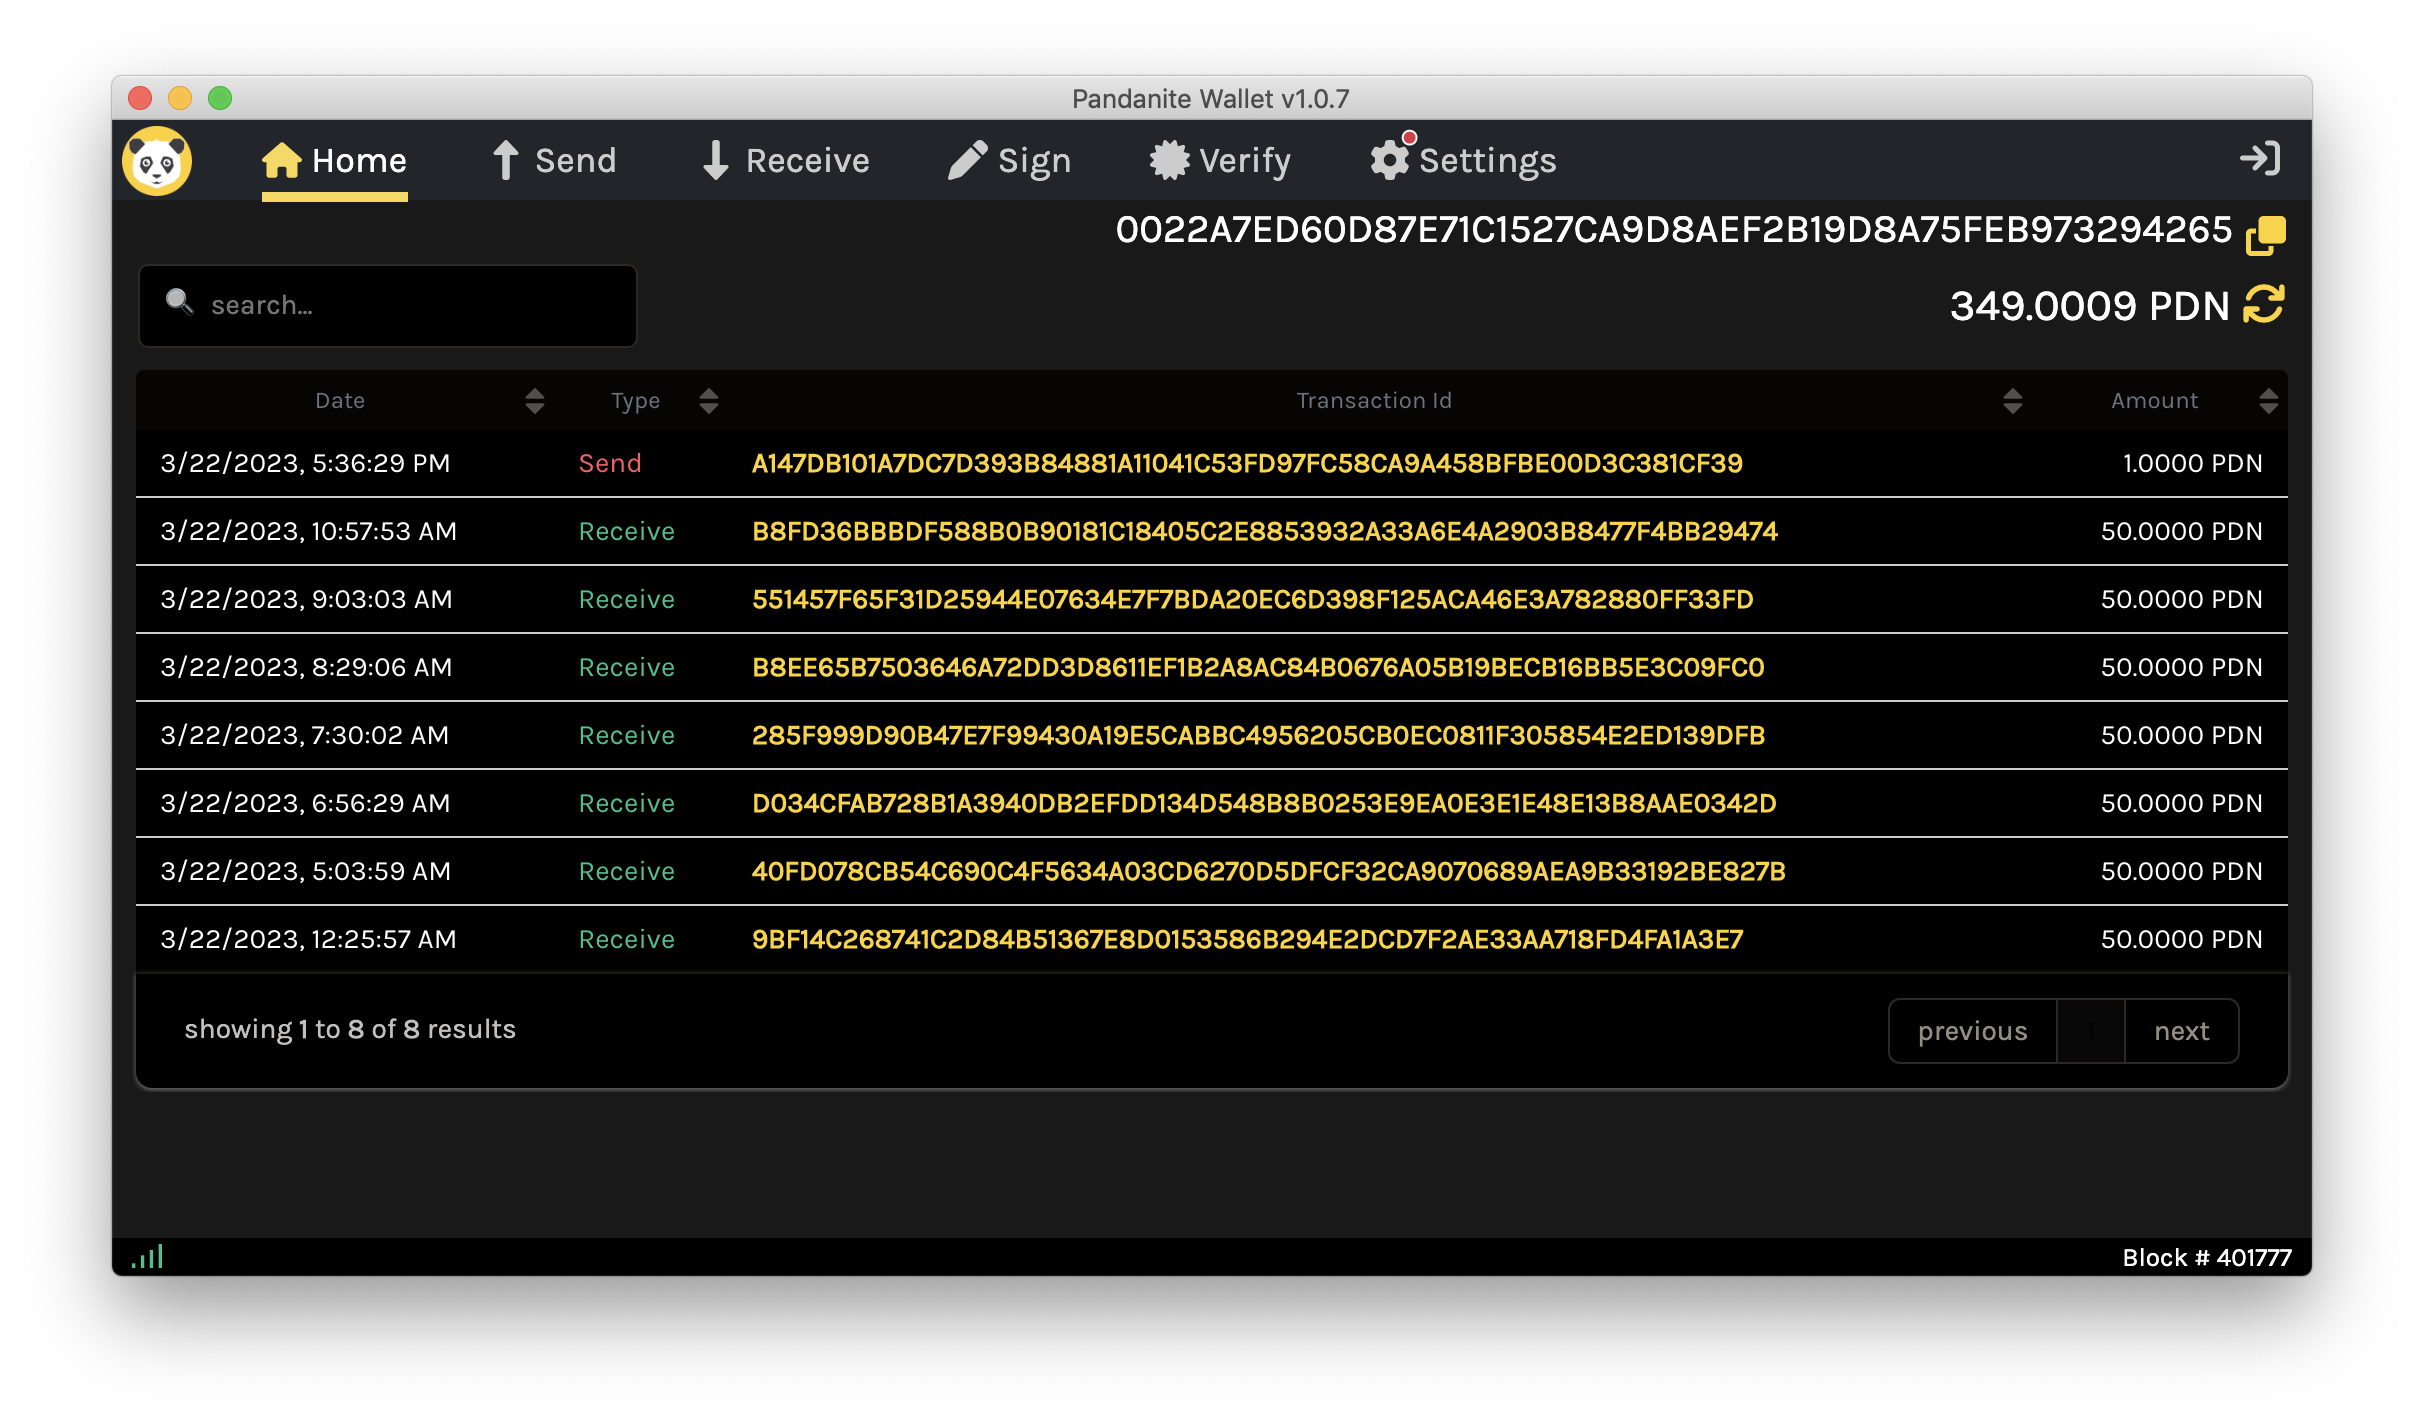 Pandanite Wallet v1.0.7
Home Send Receive Sign Verify Settings
0022A7ED60D87E71C1527CA9D8AEF2B19D8A75FEB973294265
search...
349.0009 PDN
Date Type Transaction Id Amount
3/22/2023, 5:36:29 PM Send A147DB101A7DC7D393B84881A11041C53FD97FC58CA9A458BFBE00D3C381CF39 1.0000 PDN
3/22/2023, 10:57:53 AM Receive B8FD36BBBDF588B0B90181C18405C2E8853932A33A6E4A2903B8477F4BB29474 50.0000 PDN
3/22/2023, 9:03:03 AM Receive 551457F65F31D25944E07634E7F7BDA20EC6D398F125ACA46E3A782880FF33FD 50.0000 PDN
3/22/2023, 8:29:06 AM Receive B8EE65B7503646A72DD3D8611EF1B2A8AC84B0676A05B19BECB16BB5E3C09FC0 50.0000 PDN
3/22/2023, 7:30:02 AM Receive 285F999D90B47E7F99430A19E5CABBC4956205CB0EC0811F305854E2ED139DFB 50.0000 PDN
3/22/2023, 6:56:29 AM Receive D034CFAB728B1A3940DB2EFDD134D548B8B0253E9EA0E3E1E48E13B8AAE0342D 50.0000 PDN
3/22/2023, 5:03:59 AM Receive 40FD078CB54C690C4F5634A03CD6270D5DFCF32CA9070689AEA9B33192BE827B 50.0000 PDN
3/22/2023, 12:25:57 AM Receive 9BF14C268741C2D84B51367E8D0153586B294E2DCD7F2AE33AA718FD4FA1A3E7 50.0000 PDN
showing 1 to 8 of 8 results
previous 1 next
Block # 401777